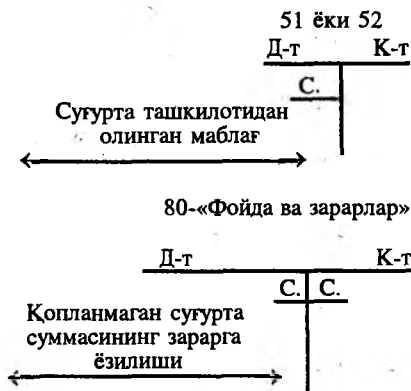 51 ёки 52
Д-т К-т
С.
Суғурта ташкилотидан
олинган маблағ
80-«Фойда ва зарарлар»
Д-т К-т
С. С.
Қопланмаган суғурта
суммасининг зарарга
ёзилиши